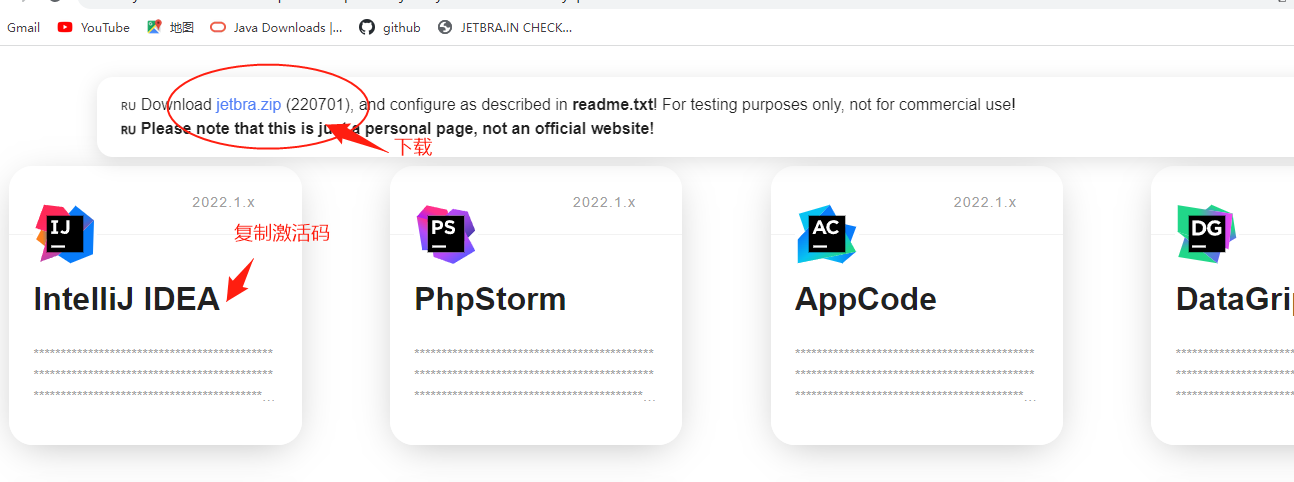 Gmail YouTube 地图 Java Downloads |... github JETBRA.IN CHECK...
RU Download jetbra.zip (220701), and configure as described in readme.txt! For testing purposes only, not for commercial use!
RU Please note that this is just a personal page, not an official website!
下载
2022.1.x 2022.1.x 2022.1.x
复制激活码
IJ PS AC DG
IntelliJ IDEA PhpStorm AppCode DataGri